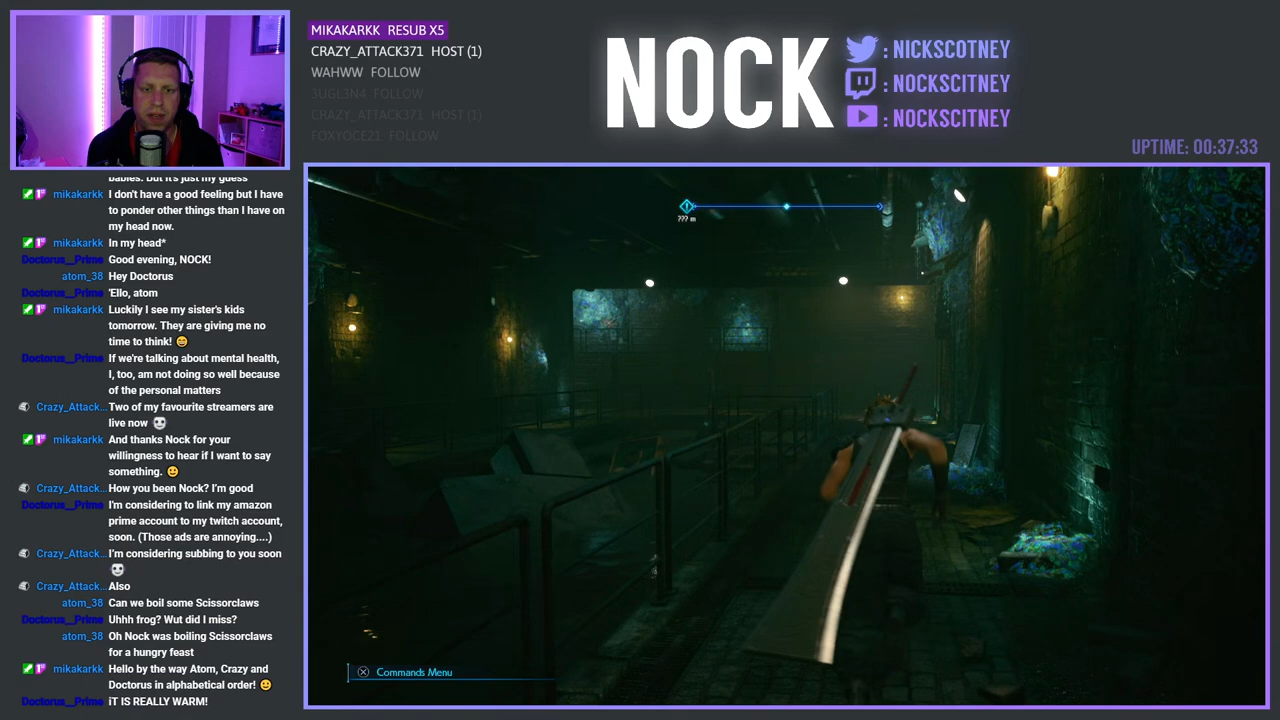 MIKAKARKK RESUB X5
CRAZY_ATTACK371 HOST (1)
WAHWW FOLLOW
3UGL3N4 FOLLOW
CRAZY_ATTACK371 HOST (1)
FOXYOCE21 FOLLOW
NOCK
: NICKSCOTNEY
: NOCKSCITNEY
: NOCKSCITNEY
UPTIME: 00:37:33
babies. But it's just my guess
mikakarkk I don't have a good feeling but I have
to ponder other things than I have on
my head now.
mikakarkk In my head*
Doctorus__Prime Good evening, NOCK!
atom_38 Hey Doctorus
Doctorus__Prime 'Ello, atom
mikakarkk Luckily I see my sister's kids
tomorrow. They are giving me no
time to think! 😄
Doctorus__Prime If we're talking about mental health,
I, too, am not doing so well because
of the personal matters
Crazy_Attack... Two of my favourite streamers are
live now
mikakarkk And thanks Nock for your
willingness to hear if I want to say
something. 🙂
Crazy_Attack... How you been Nock? I'm good
Doctorus__Prime I'm considering to link my amazon
prime account to my twitch account,
soon. (Those ads are annoying....)
Crazy_Attack... I'm considering subbing to you soon
Crazy_Attack... Also
atom_38 Can we boil some Scissorclaws
Doctorus__Prime Uhhh frog? Wut did I miss?
atom_38 Oh Nock was boiling Scissorclaws
for a hungry feast
mikakarkk Hello by the way Atom, Crazy and
Doctorus in alphabetical order! 🙂
Doctorus__Prime iT IS REALLY WARM!
??? m
Commands Menu